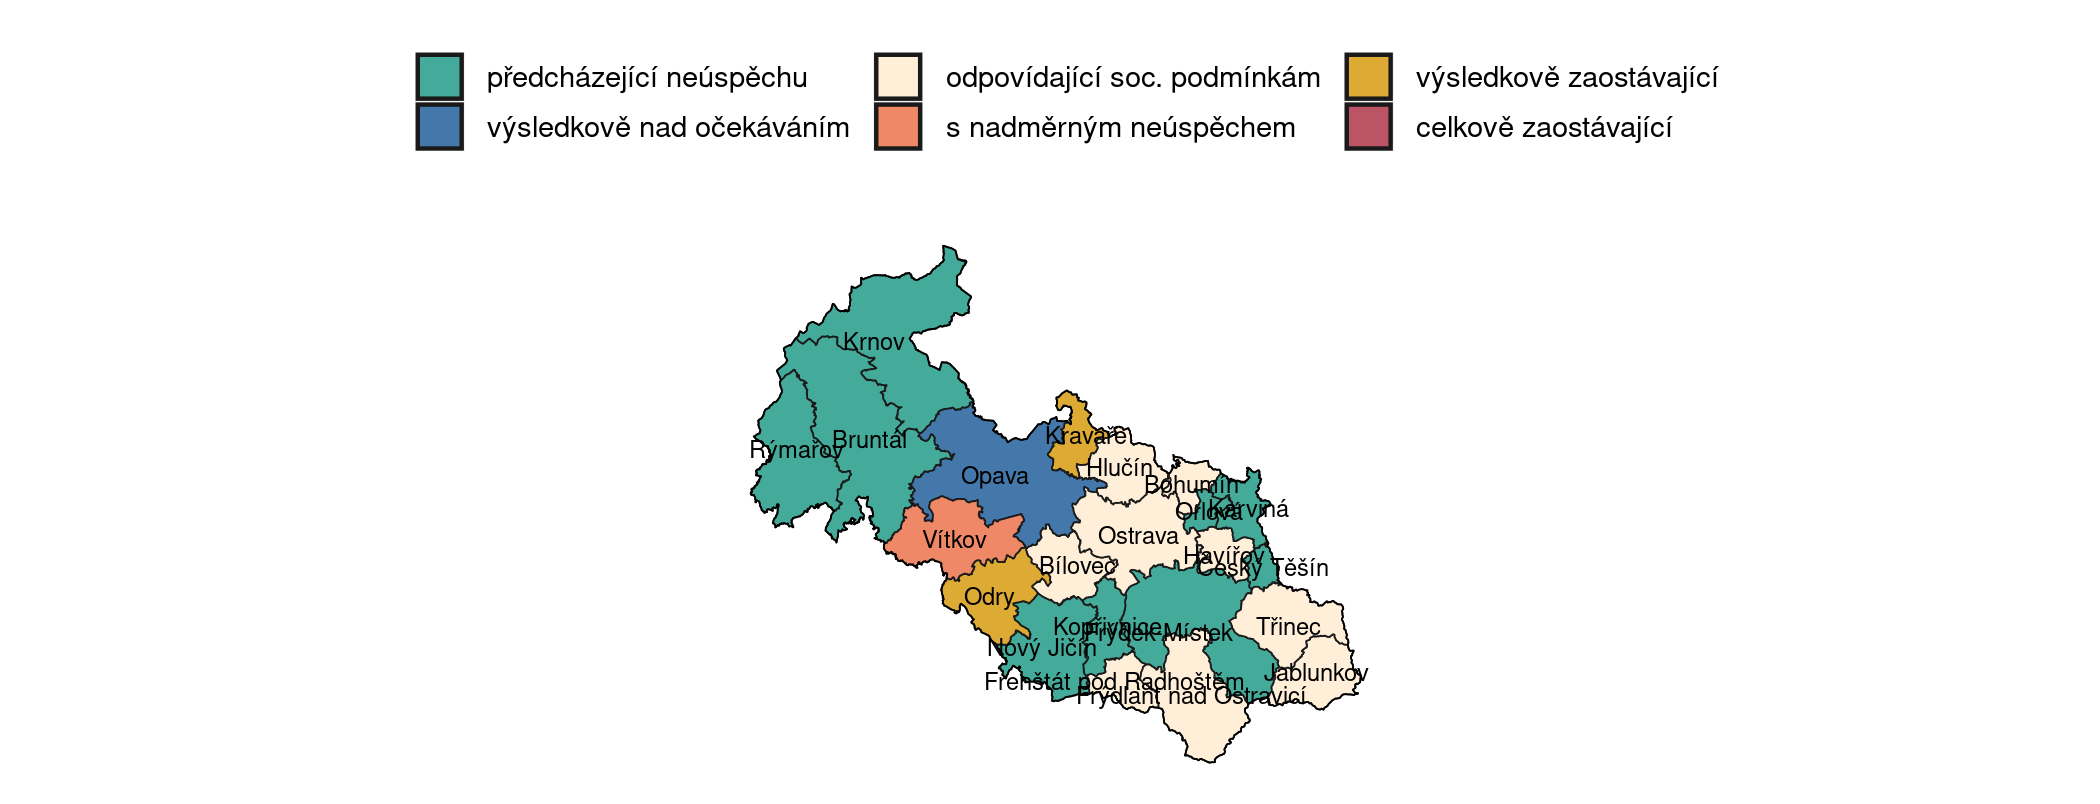 předcházející neúspěchu
odpovídající soc. podmínkám
výsledkově zaostávající
výsledkově nad očekáváním
s nadměrným neúspěchem
celkově zaostávající
Krnov
Kravaře
Bruntál
Rýmařov
Hlučín
Opava
Bohumín
Karviná
Orlová
Ostrava
Vítkov
Havířov
Bílovec
Český Těšín
Odry
Kopřivnice
Třinec
Frýdek-Místek
Nový Jičín
Jablunkov
Frenštát pod Radhoštěm
Frýdlant nad Ostravicí